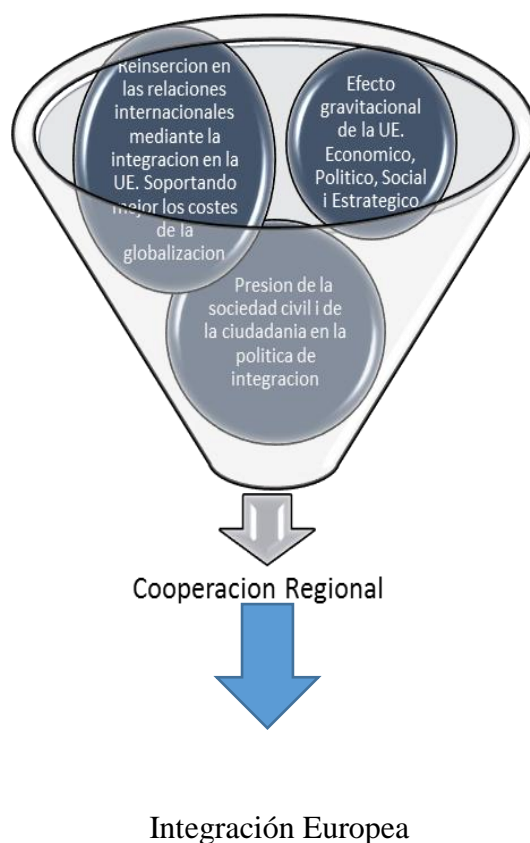 Reinsercion en
las relaciones
internacionales
mediante la
integracion en la
UE. Soportando
mejor los costes
de la
globalizacion
Efecto
gravitacional
de la UE.
Economico,
Politico, Social
i Estrategico
Presion de la
sociedad civil i de
la ciudadania en la
politica de
integracion
Cooperacion Regional
Integración Europea